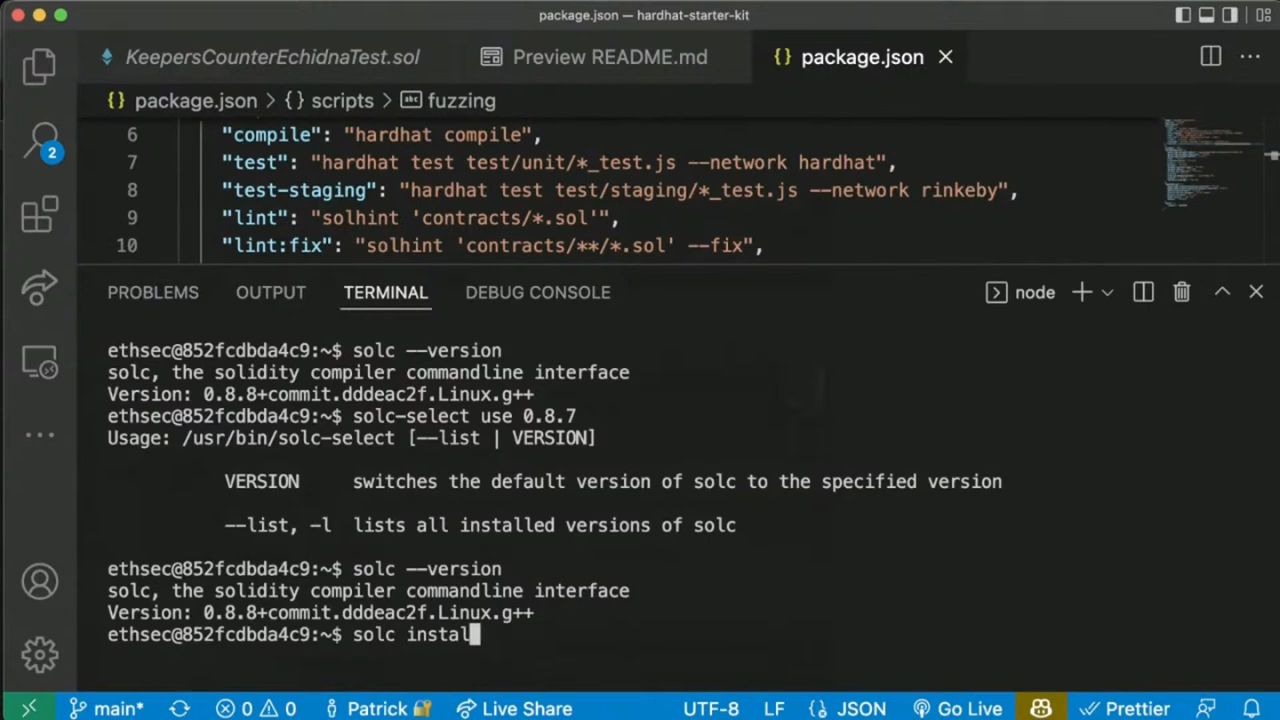 package.json — hardhat-starter-kit
KeepersCounterEchidnaTest.sol
Preview README.md
{} package.json
{} package.json > {} scripts > abc fuzzing
6 "compile": "hardhat compile",
7 "test": "hardhat test test/unit/*_test.js --network hardhat",
8 "test-staging": "hardhat test test/staging/*_test.js --network rinkeby",
9 "lint": "solhint 'contracts/*.sol'",
10 "lint:fix": "solhint 'contracts/**/*.sol' --fix",
2
PROBLEMS OUTPUT TERMINAL DEBUG CONSOLE
node
ethsec@852fcdbda4c9:~$ solc --version
solc, the solidity compiler commandline interface
Version: 0.8.8+commit.dddeac2f.Linux.g++
ethsec@852fcdbda4c9:~$ solc-select use 0.8.7
Usage: /usr/bin/solc-select [--list | VERSION]
VERSION switches the default version of solc to the specified version
--list, -l lists all installed versions of solc
ethsec@852fcdbda4c9:~$ solc --version
solc, the solidity compiler commandline interface
Version: 0.8.8+commit.dddeac2f.Linux.g++
ethsec@852fcdbda4c9:~$ solc instal
main* 0 0 Patrick Live Share UTF-8 LF {} JSON Go Live Prettier